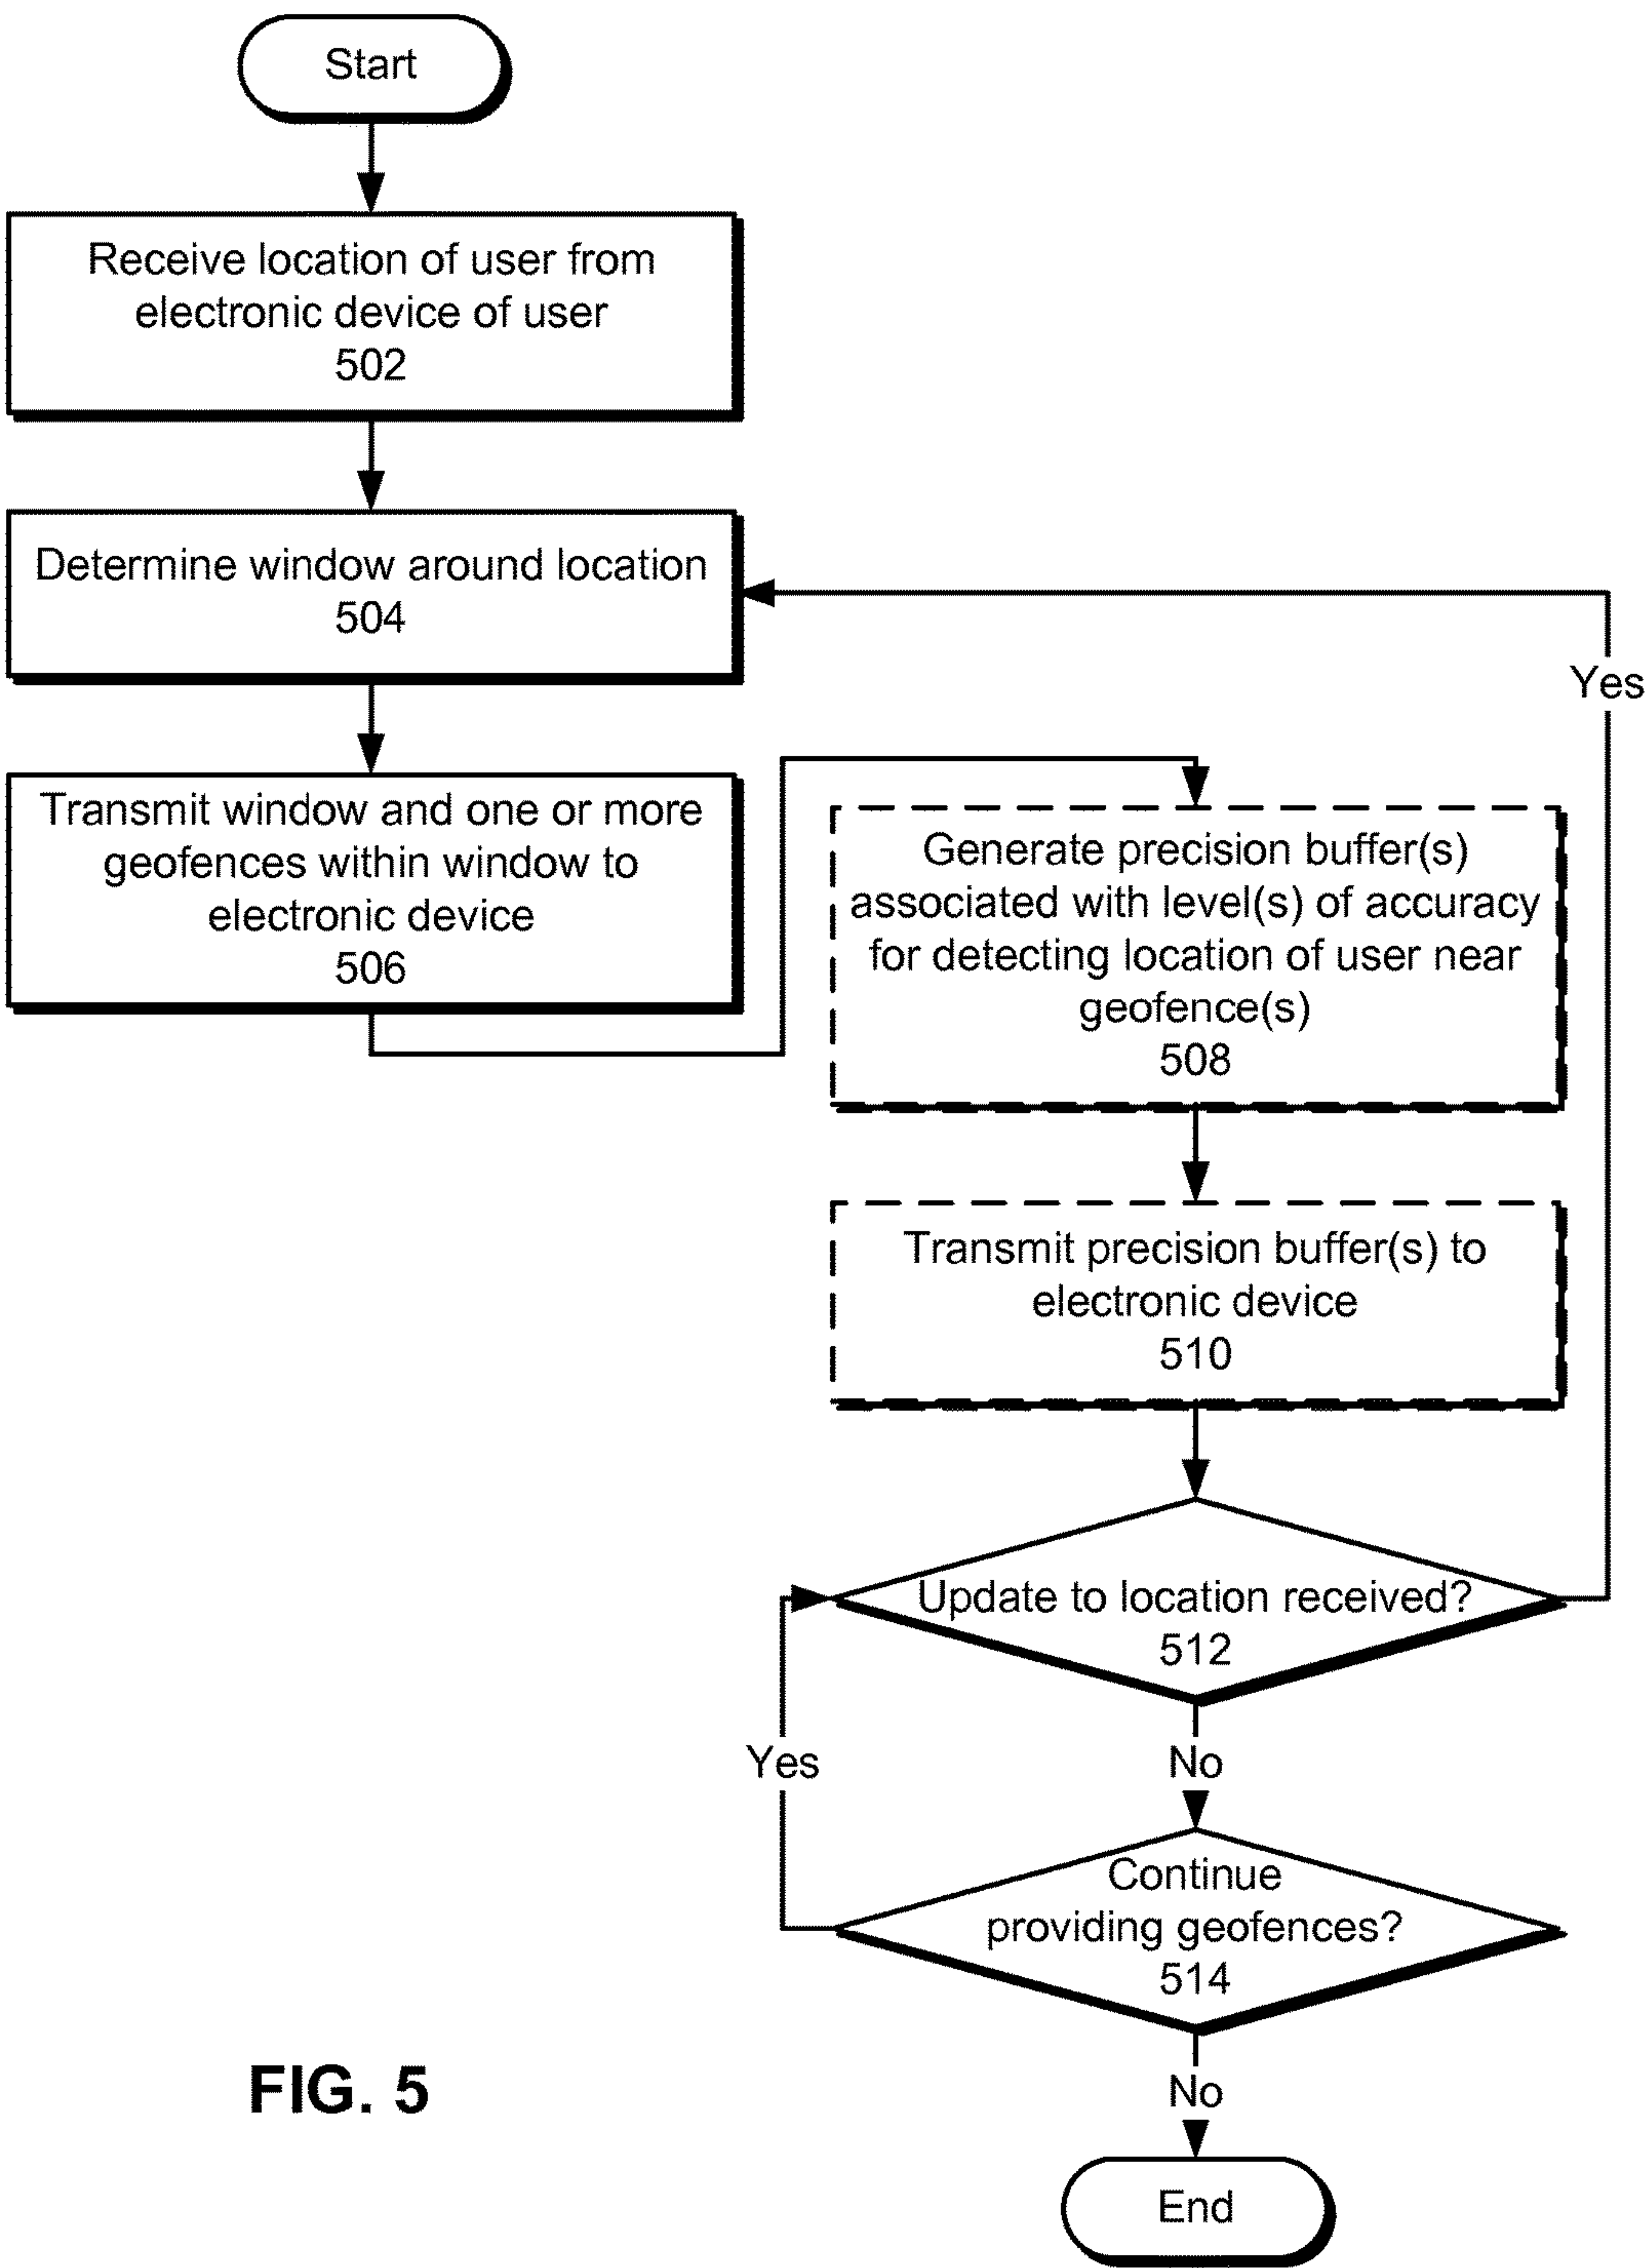 Start
Receive location of user from
electronic device of user
502
Determine window around location
504
Yes
Transmit window and one or more
geofences within window to
electronic device
506
Generate precision buffer(s)
associated with level(s) of accuracy
for detecting location of user near
geofence(s)
508
Transmit precision buffer(s) to
electronic device
510
Update to location received?
512
Yes
No
Continue
providing geofences?
514
No
End
FIG. 5